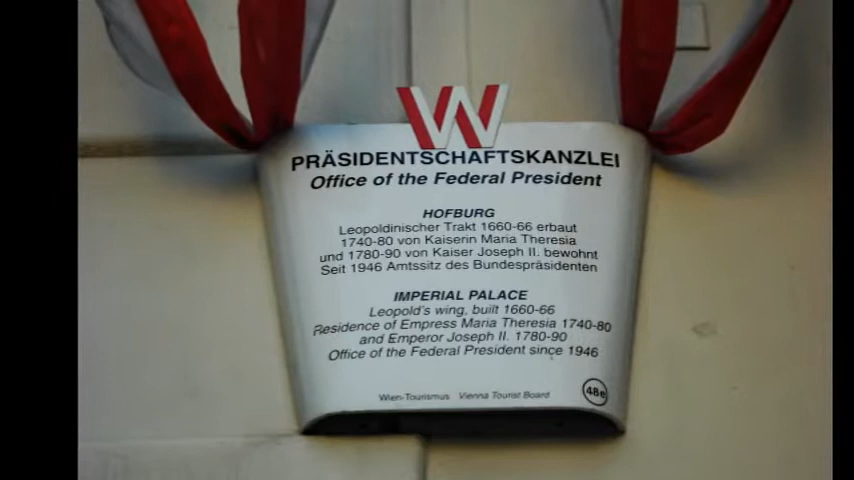 W
PRÄSIDENTSCHAFTSKANZLEI
Office of the Federal President
HOFBURG
Leopoldinischer Trakt 1660-66 erbaut
1740-80 von Kaiserin Maria Theresia
und 1780-90 von Kaiser Joseph II. bewohnt
Seit 1946 Amtssitz des Bundespräsidenten
IMPERIAL PALACE
Leopold's wing, built 1660-66
Residence of Empress Maria Theresia 1740-80
and Emperor Joseph II. 1780-90
Office of the Federal President since 1946
Wien-Tourismus Vienna Tourist Board
48e